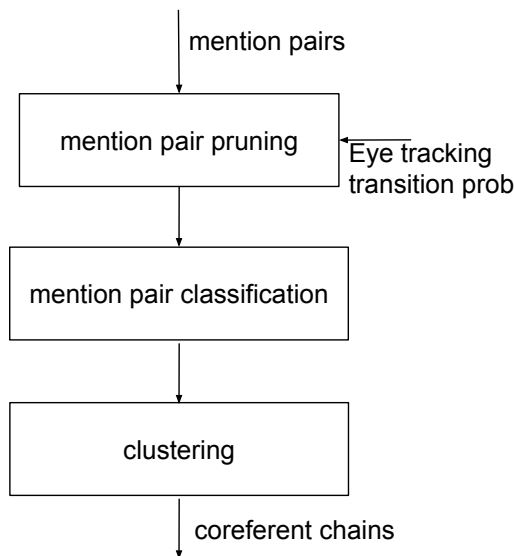 mention pairs
mention pair pruning
Eye tracking
transition prob
mention pair classification
clustering
coreferent chains